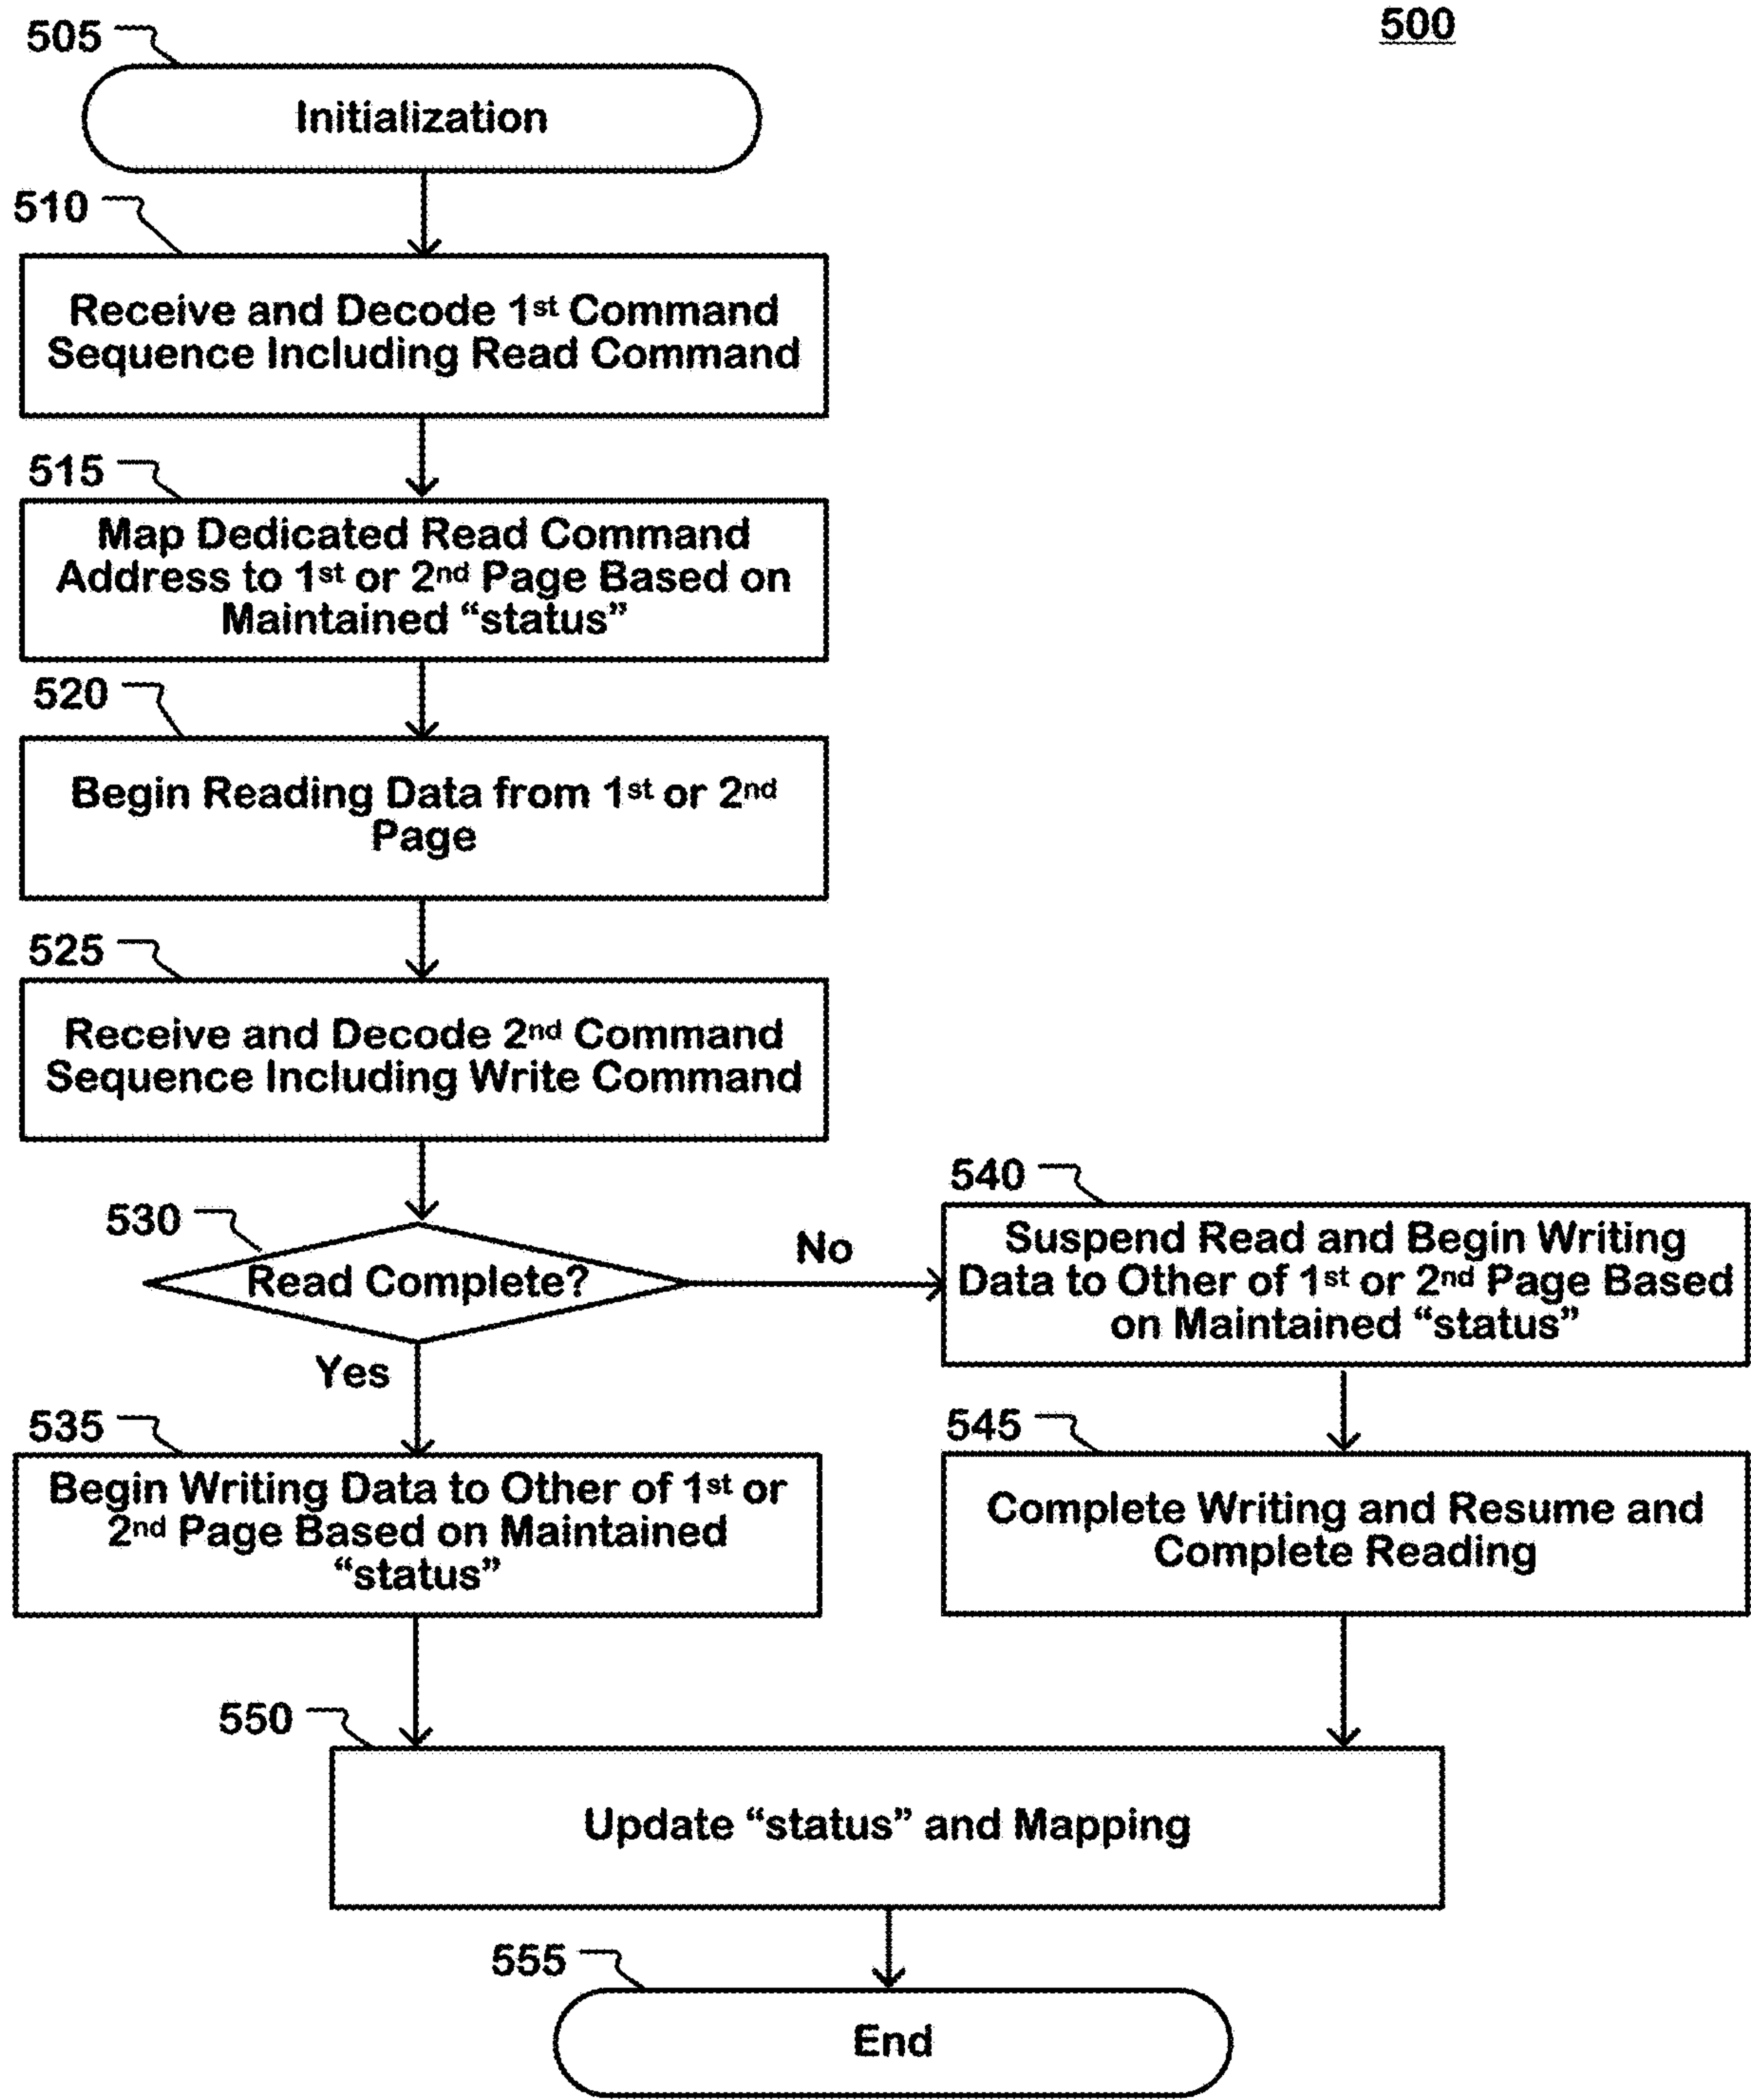 500
505
Initialization
510
Receive and Decode 1st Command
Sequence Including Read Command
515
Map Dedicated Read Command
Address to 1st or 2nd Page Based on
Maintained “status”
520
Begin Reading Data from 1st or 2nd
Page
525
Receive and Decode 2nd Command
Sequence Including Write Command
530
Read Complete?
No
Yes
540
Suspend Read and Begin Writing
Data to Other of 1st or 2nd Page Based
on Maintained “status”
535
Begin Writing Data to Other of 1st or
2nd Page Based on Maintained
“status”
545
Complete Writing and Resume and
Complete Reading
550
Update “status” and Mapping
555
End